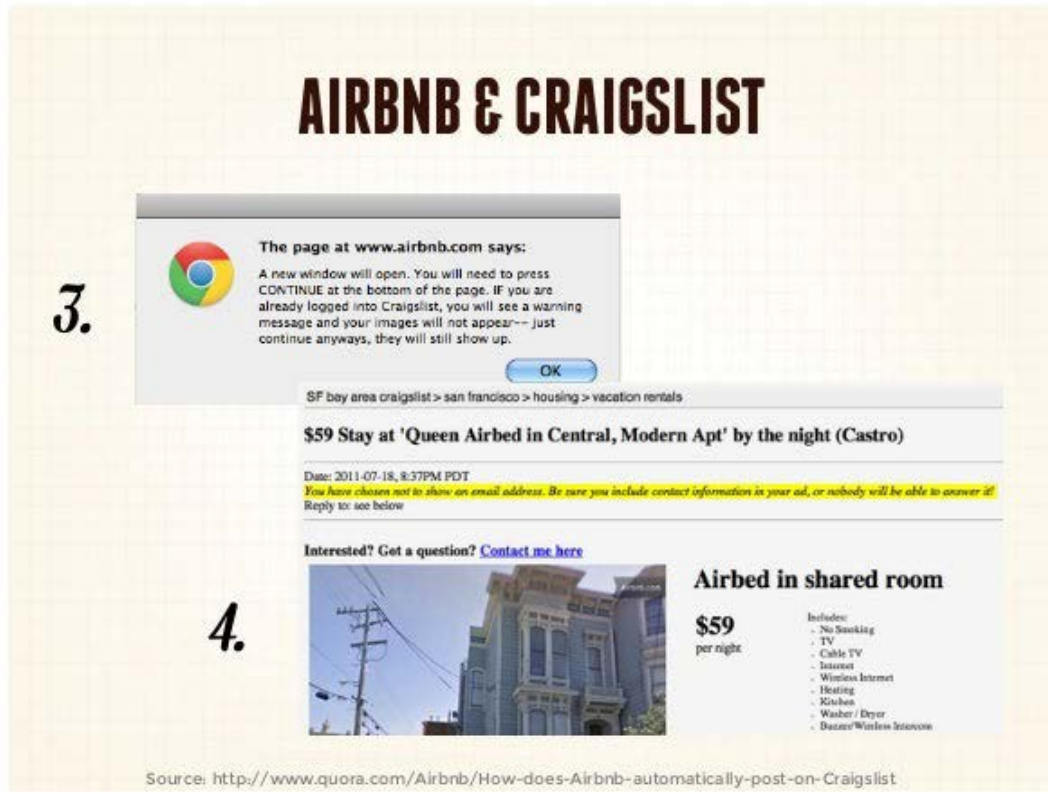 AIRBNB & CRAIGSLIST
3.
The page at www.airbnb.com says:
A new window will open. You will need to press
CONTINUE at the bottom of the page. IF you are
already logged into Craigslist, you will see a warning
message and your images will not appear-- just
continue anyways, they will still show up.
OK
SF bay area craigslist > san francisco > housing > vacation rentals
$59 Stay at 'Queen Airbed in Central, Modern Apt' by the night (Castro)
Date: 2011-07-18, 8:37PM PDT
You have chosen not to show an email address. Be sure you include contact information in your ad, or nobody will be able to answer it!
Reply to: see below
Interested? Got a question? Contact me here
4.
Airbed in shared room
$59
per night
Includes:
- No Smoking
- TV
- Cable TV
- Internet
- Wireless Internet
- Heating
- Kitchen
- Washer / Dryer
- Buzzer/Wireless Intercom
Source: http://www.quora.com/Airbnb/How-does-Airbnb-automatically-post-on-Craigslist